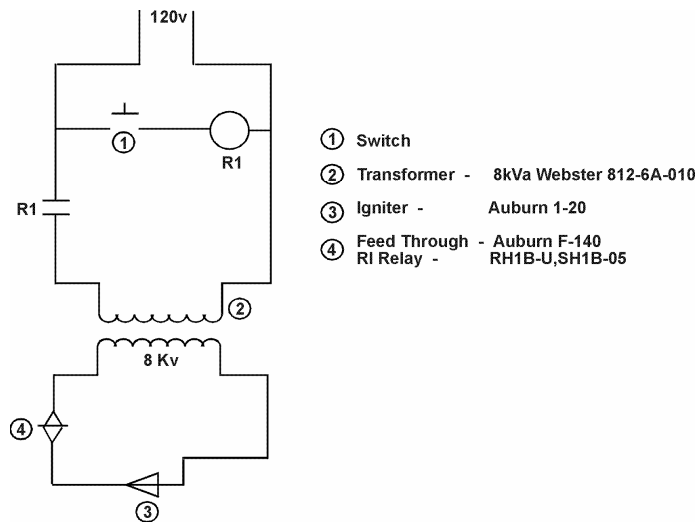 120v
1
R1
R1
2
8 Kv
4
3
1 Switch
2 Transformer - 8kVa Webster 812-6A-010
3 Igniter - Auburn 1-20
4 Feed Through - Auburn F-140
RI Relay - RH1B-U,SH1B-05